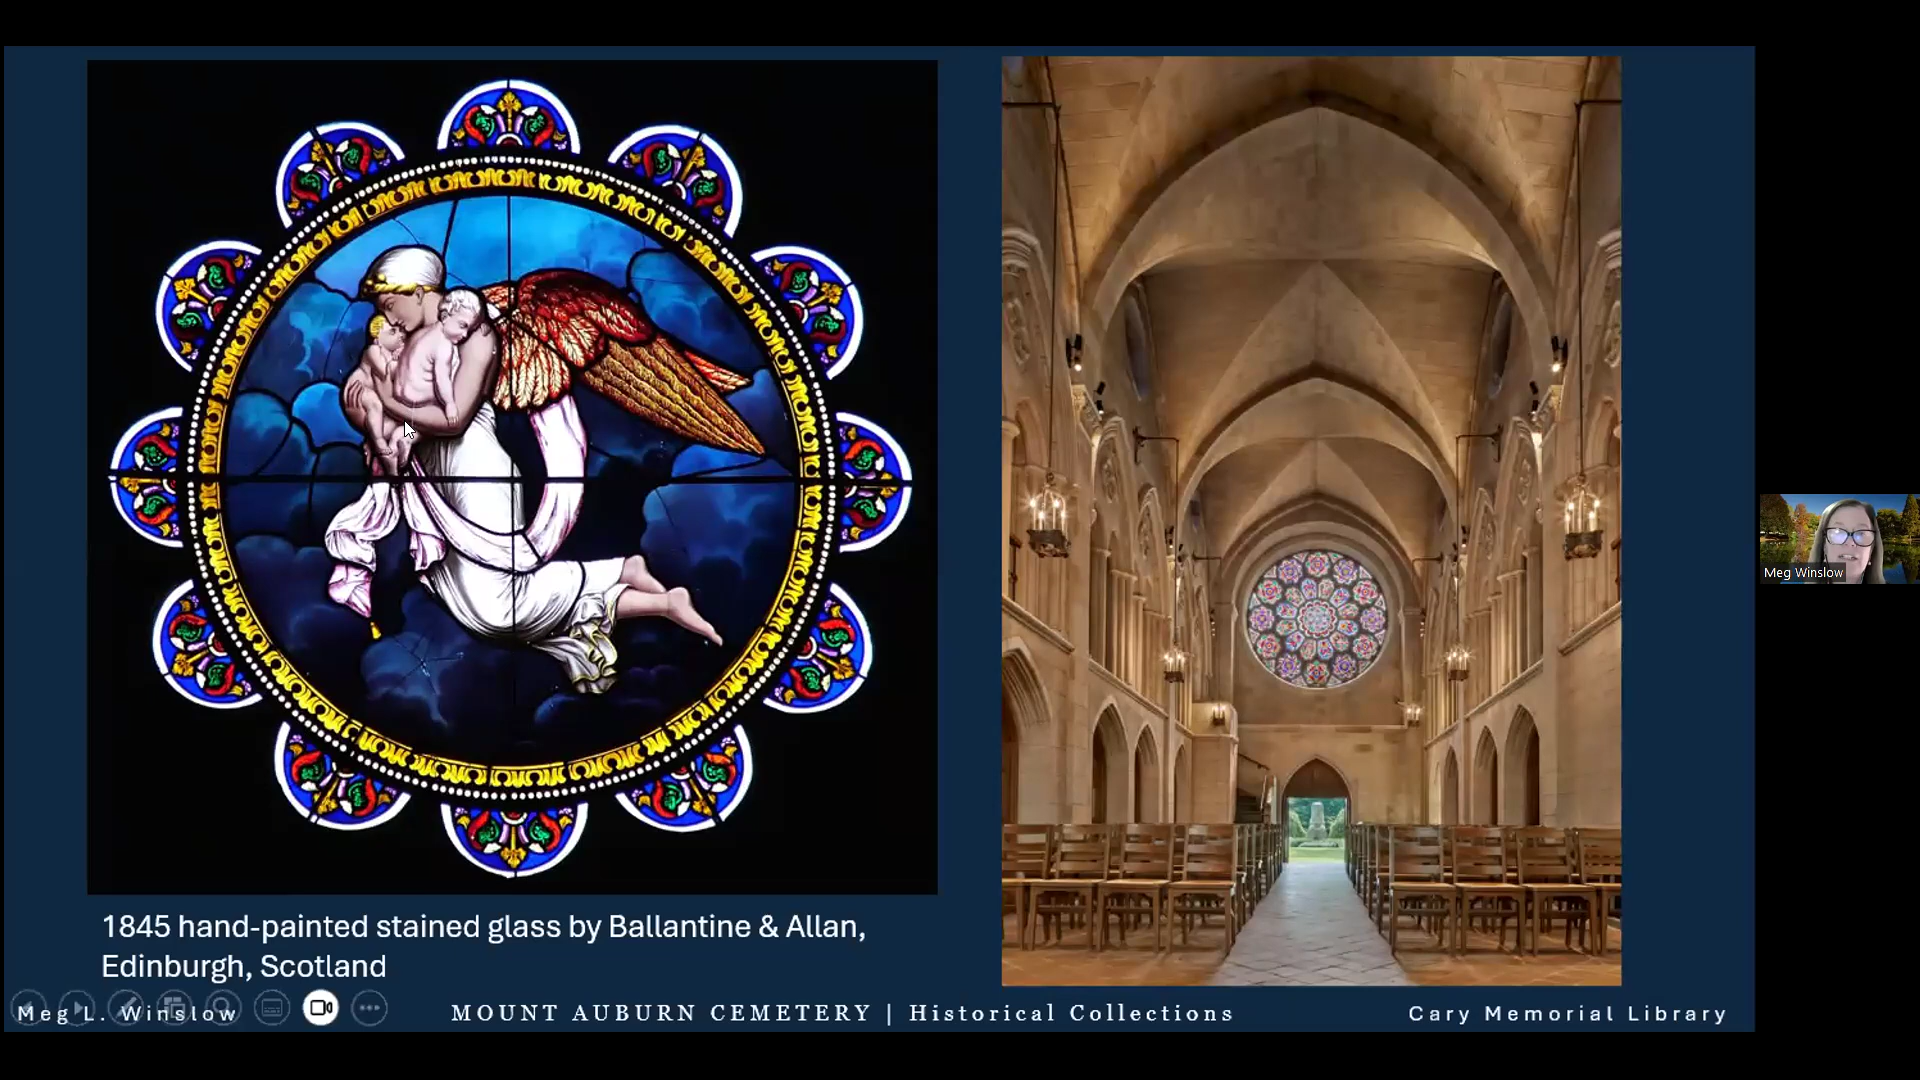 1845 hand-painted stained glass by Ballantine & Allan,
Edinburgh, Scotland
Meg L. Winslow
MOUNT AUBURN CEMETERY | Historical Collections
Cary Memorial Library
Meg Winslow